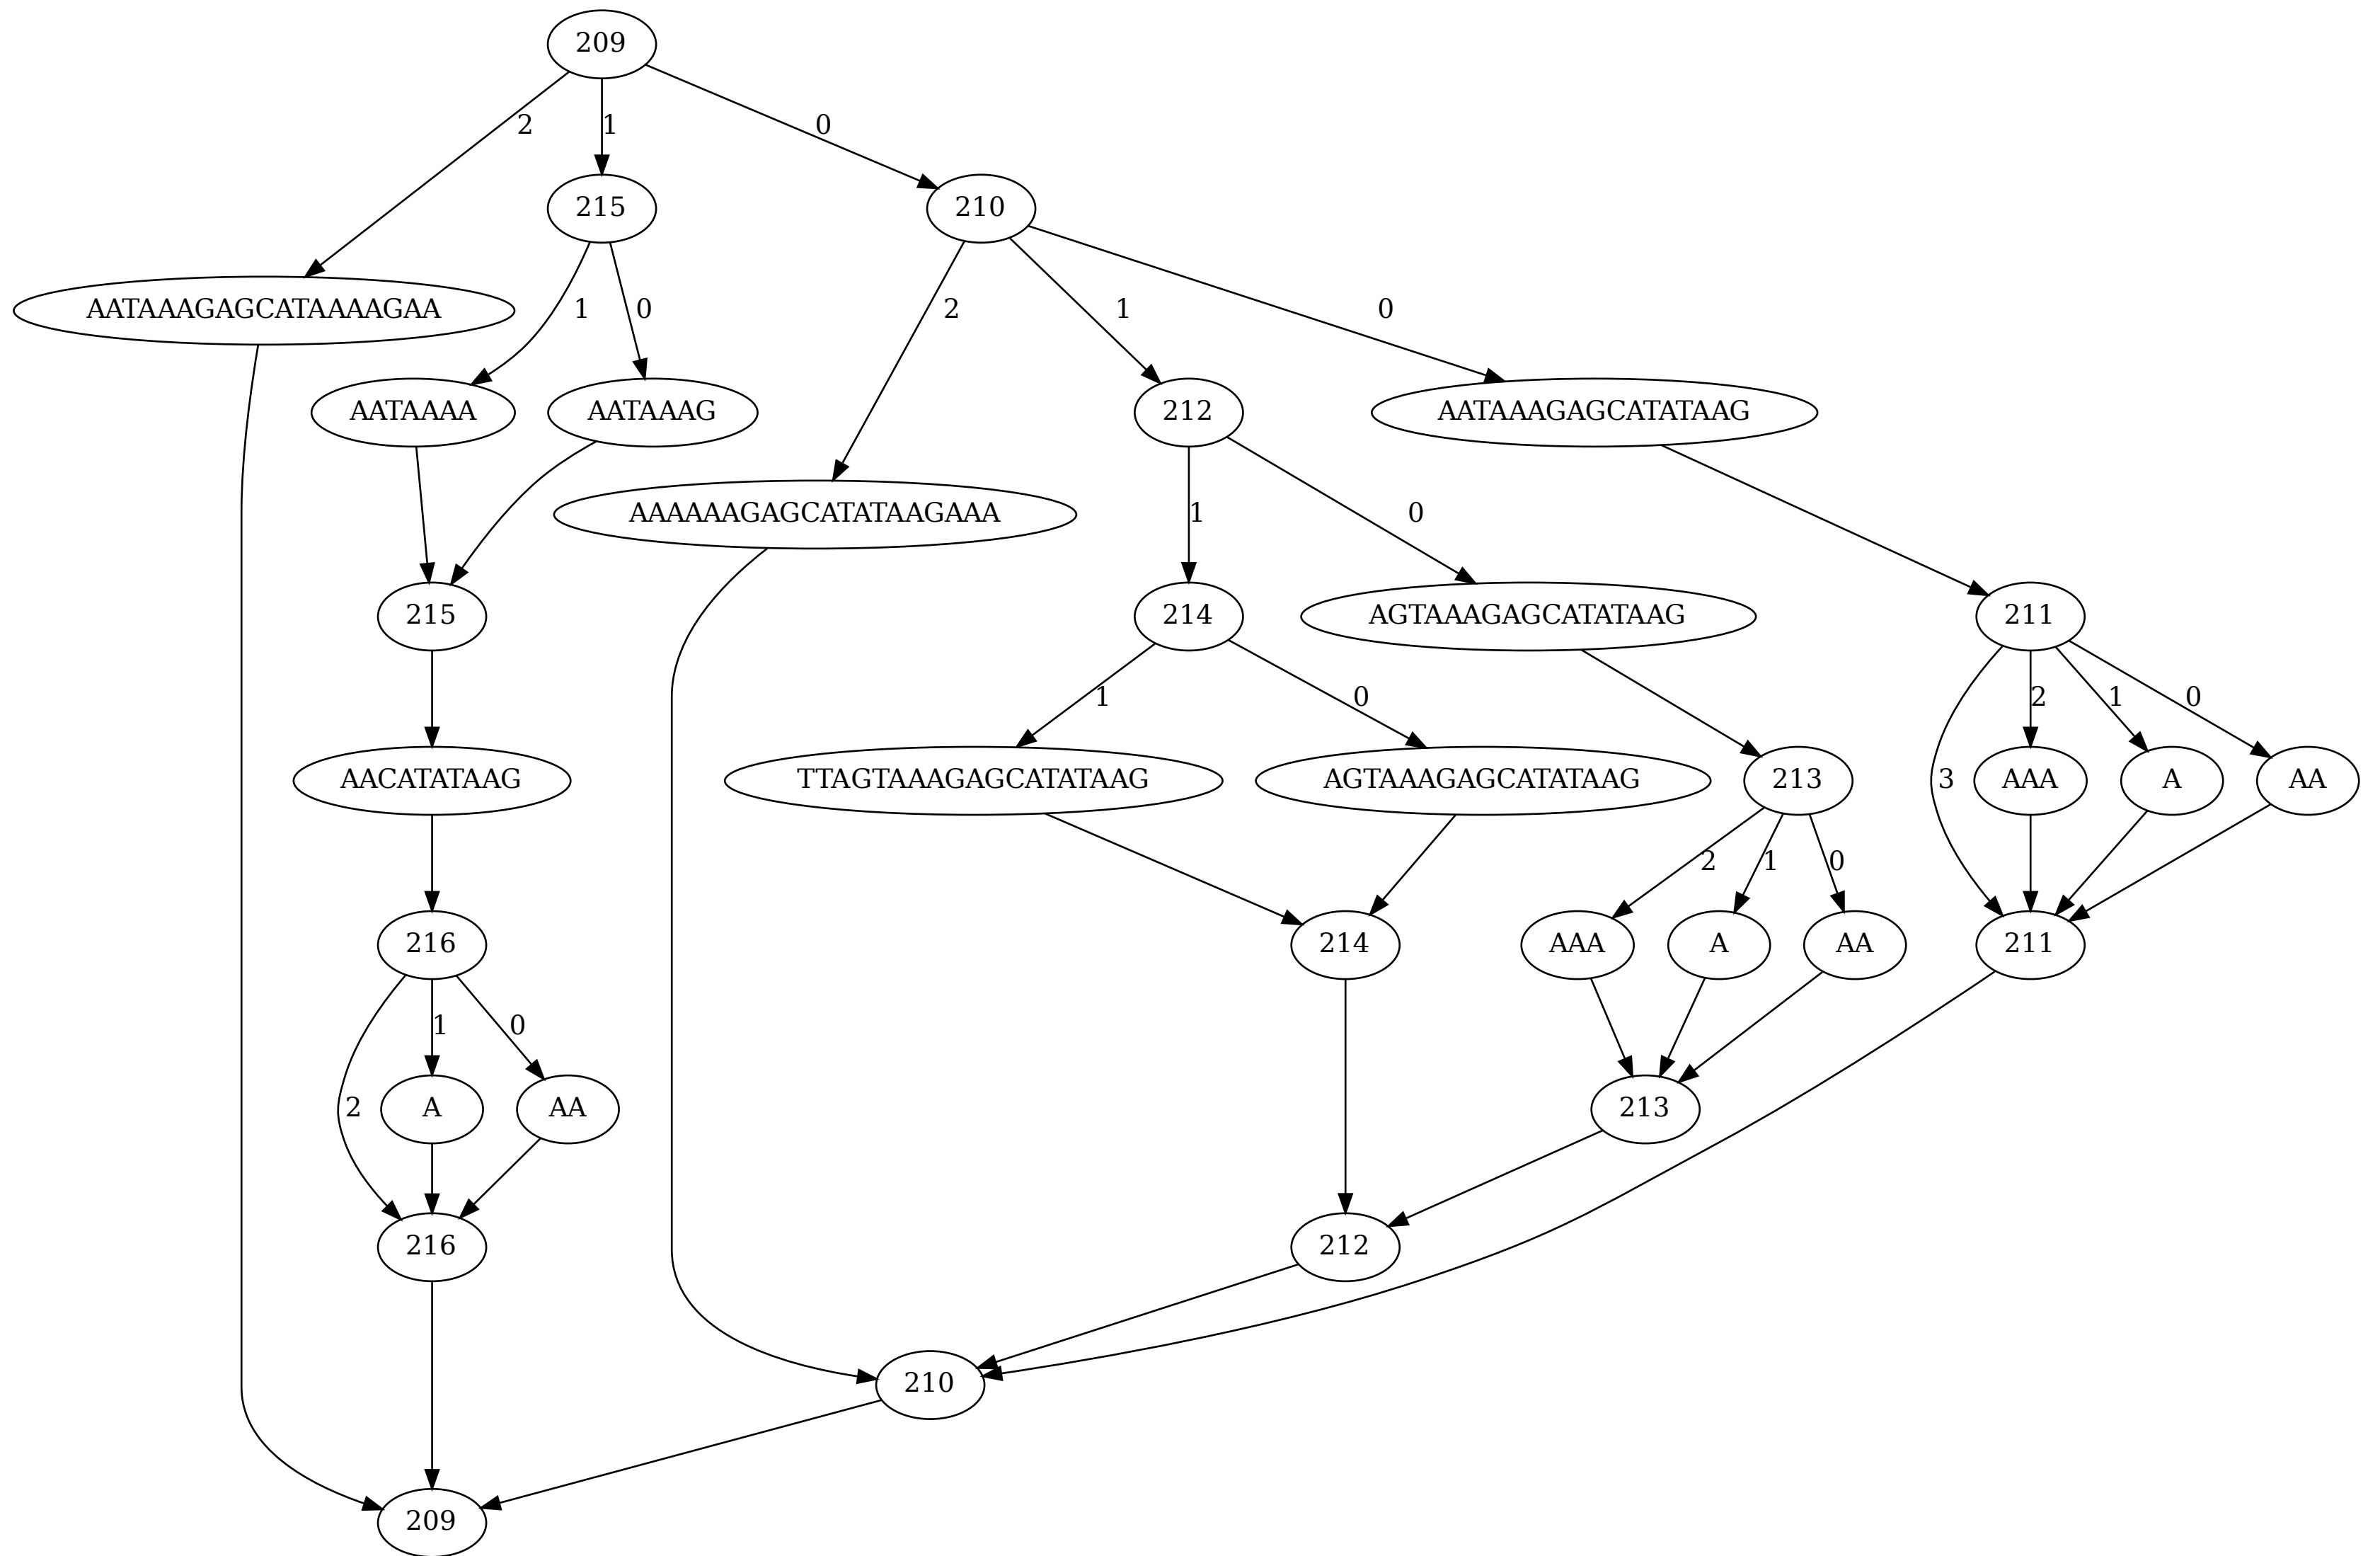 209
2
1
0
215
210
AATAAAGAGCATAAAAGAA
1
0
2
1
0
AATAAAA
AATAAAG
212
AATAAAGAGCATATAAG
AAAAAAGAGCATATAAGAAA
1
0
215
214
AGTAAAGAGCATATAAG
211
1
0
3
2
1
0
AACATATAAG
TTAGTAAAGAGCATATAAG
AGTAAAGAGCATATAAG
213
AAA
A
AA
2
1
0
216
214
AAA
A
AA
211
2
1
0
A
AA
213
216
212
210
209